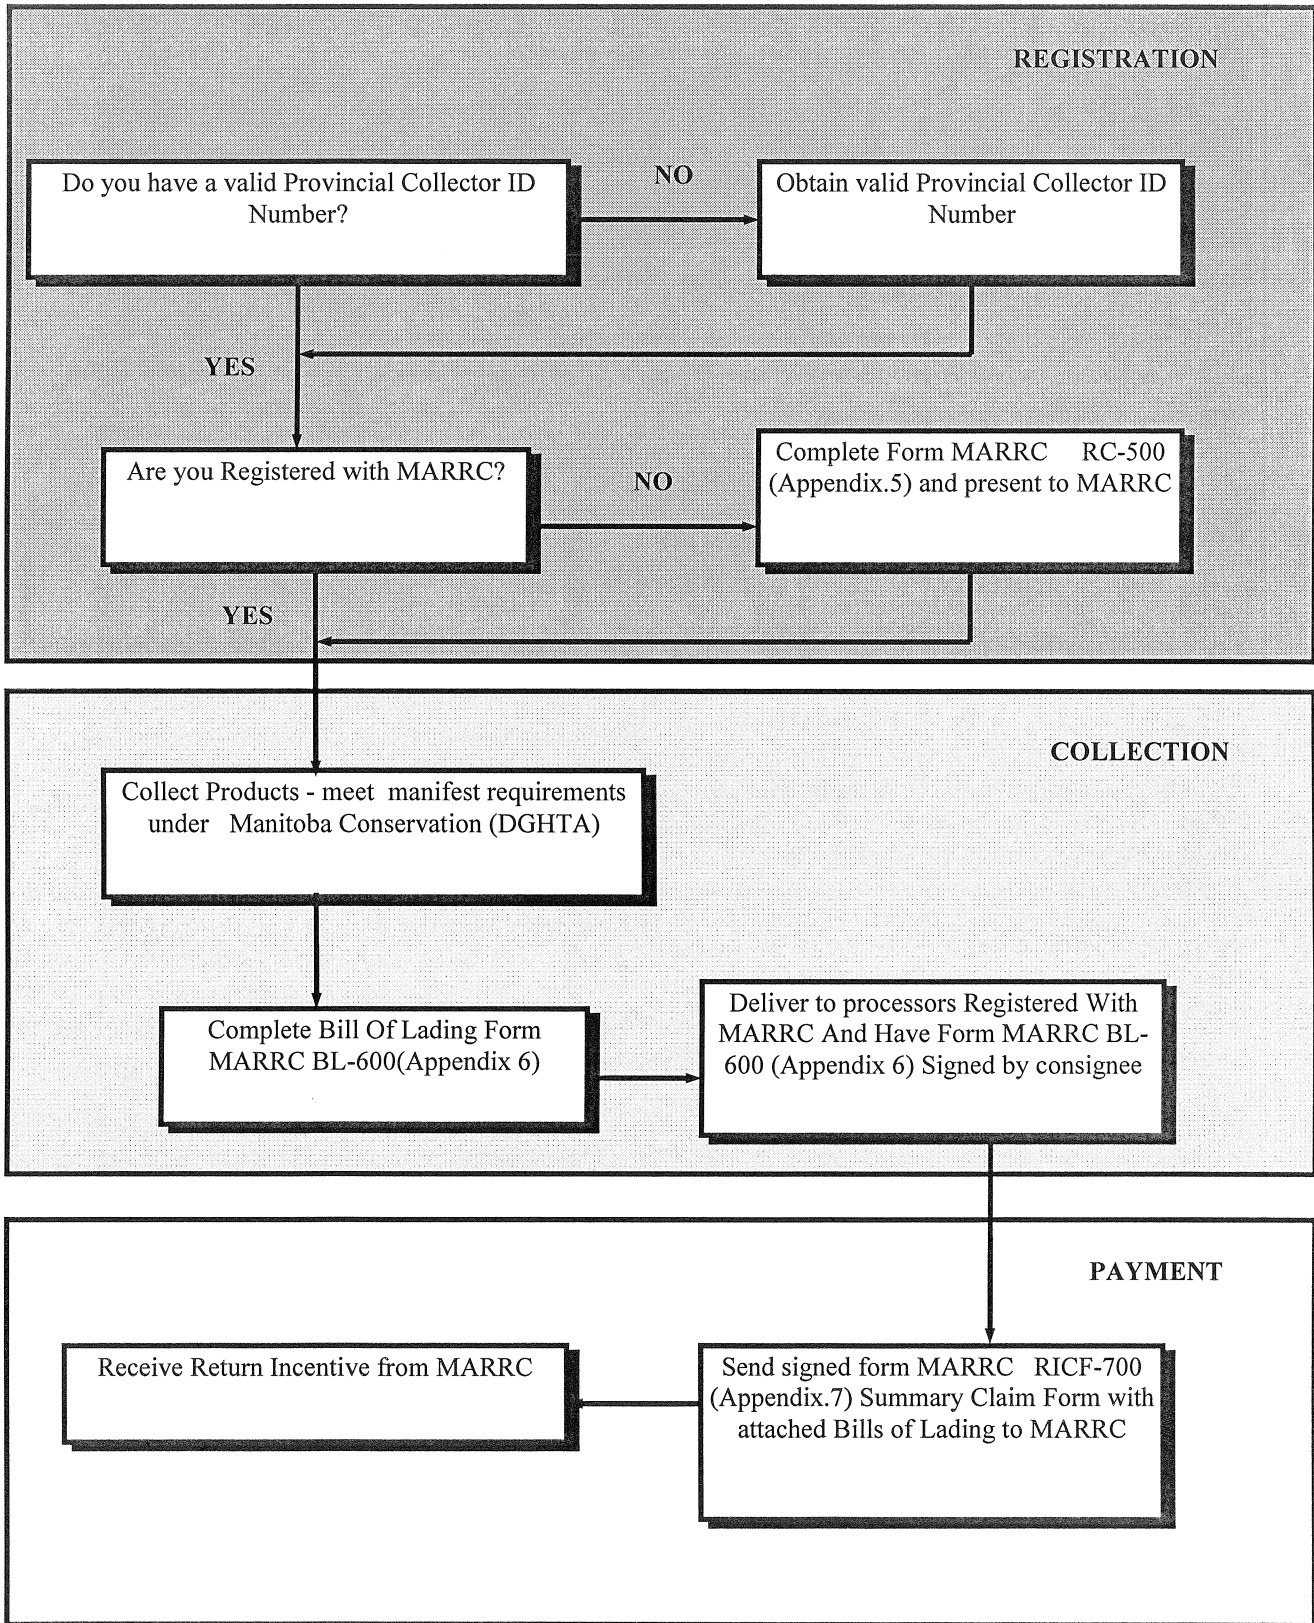 REGISTRATION
Do you have a valid Provincial Collector ID
Number?
NO
Obtain valid Provincial Collector ID
Number
YES
Are you Registered with MARRC?
NO
Complete Form MARRC RC-500
(Appendix.5) and present to MARRC
YES
COLLECTION
Collect Products - meet manifest requirements
under Manitoba Conservation (DGHTA)
Complete Bill Of Lading Form
MARRC BL-600(Appendix 6)
Deliver to processors Registered With
MARRC And Have Form MARRC BL-
600 (Appendix 6) Signed by consignee
PAYMENT
Receive Return Incentive from MARRC
Send signed form MARRC RICF-700
(Appendix.7) Summary Claim Form with
attached Bills of Lading to MARRC